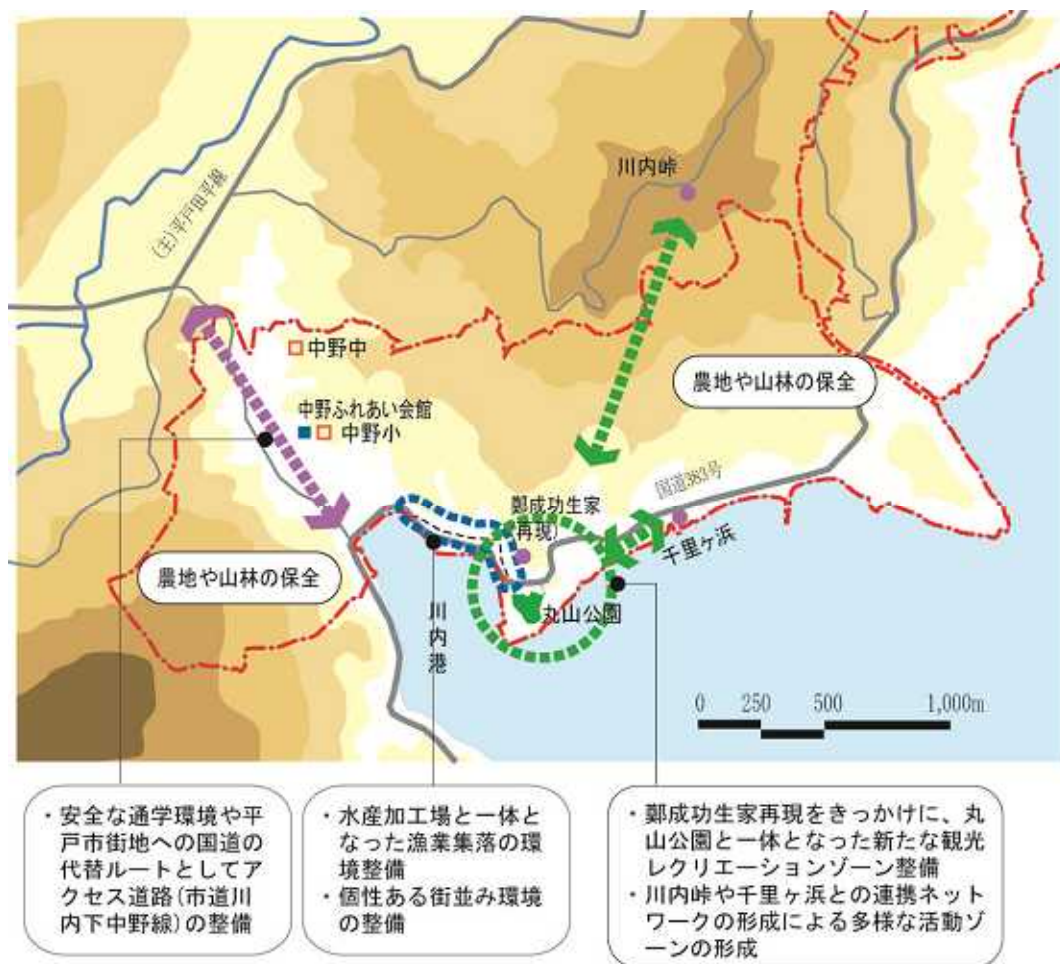 川内峠
(主)平戸田平線
中野中
農地や山林の保全
中野ふれあい会館
中野小
国道383号
鄭成功生家
再現)
千里ヶ浜
農地や山林の保全
丸山公園
川内港
0 250 500 1,000m
・安全な通学環境や平
戸市街地への国道の
代替ルートとしてア
クセス道路(市道川
内下中野線)の整備
・水産加工場と一体と
なった漁業集落の環
境整備
・個性ある街並み環境
の整備
・鄭成功生家再現をきっかけに、丸
山公園と一体となった新たな観光
レクリエーションゾーン整備
・川内峠や千里ヶ浜との連携ネット
ワークの形成による多様な活動ゾ
ーンの形成